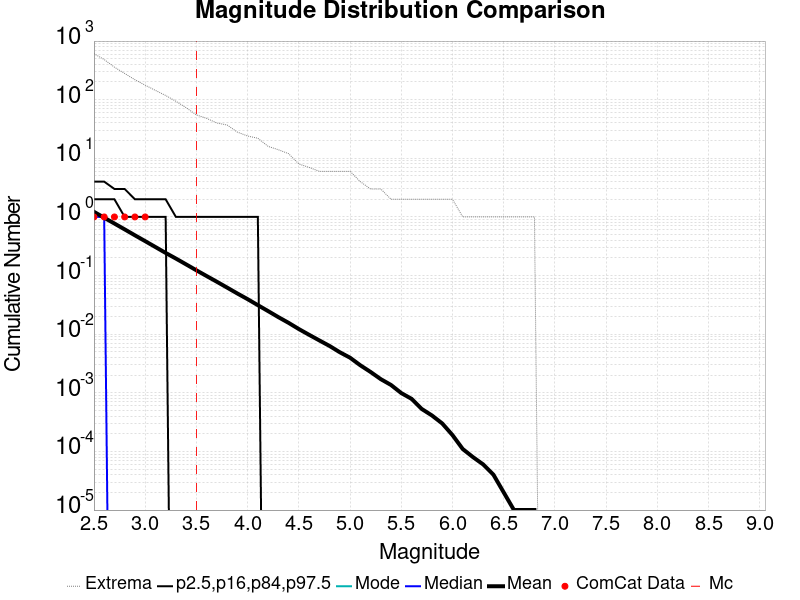 Magnitude Distribution Comparison
Cumulative Number
10^3
10^2
10^1
10^0
10^-1
10^-2
10^-3
10^-4
10^-5
2.5 3.0 3.5 4.0 4.5 5.0 5.5 6.0 6.5 7.0 7.5 8.0 8.5 9.0
Magnitude
Extrema p2.5,p16,p84,p97.5 Mode Median Mean ComCat Data Mc